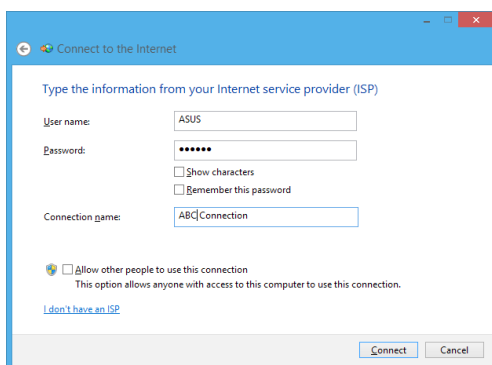 Connect to the Internet
Type the information from your Internet service provider (ISP)
User name:
ASUS
Password:
••••••
Show characters
Remember this password
Connection name:
ABC Connection
Allow other people to use this connection
This option allows anyone with access to this computer to use this connection.
I don't have an ISP
Connect
Cancel